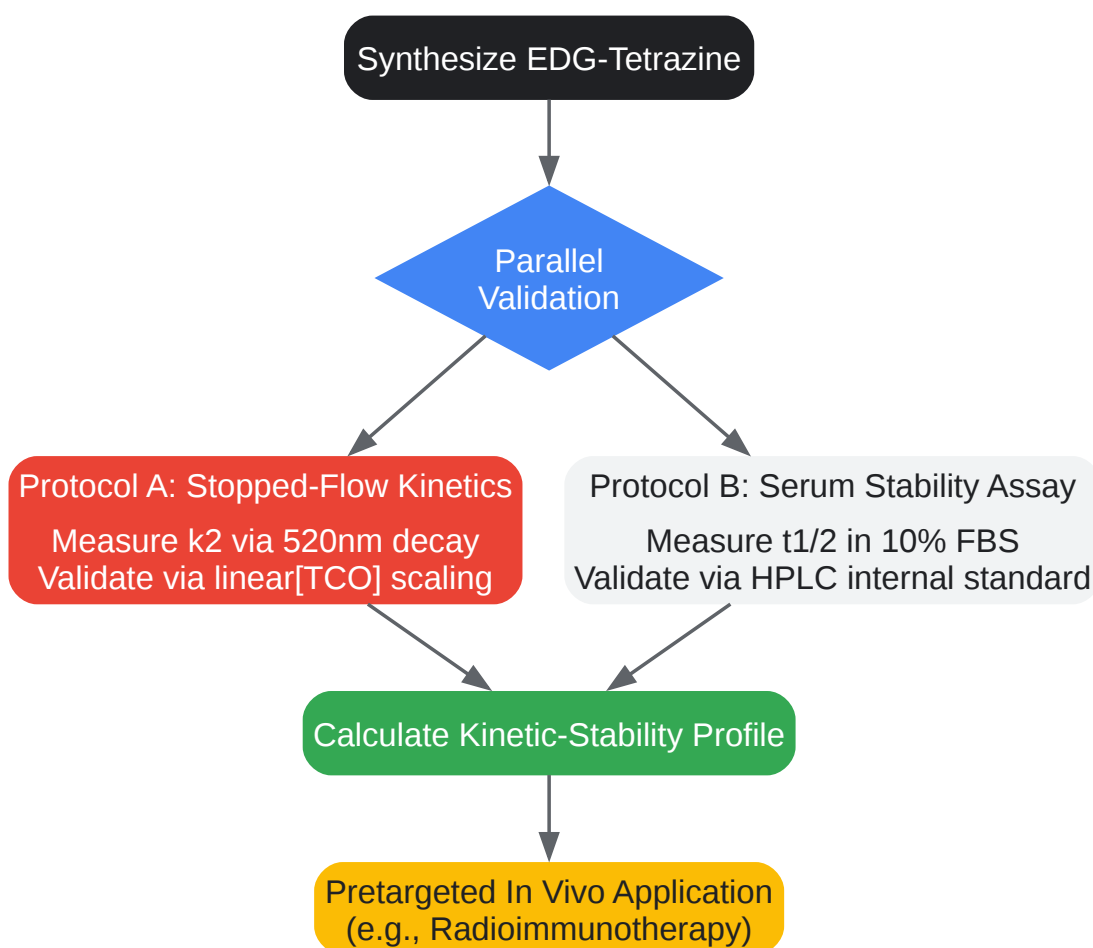 Synthesize EDG-Tetrazine
Parallel
Validation
Protocol A: Stopped-Flow Kinetics
Measure k2 via 520nm decay
Validate via linear[TCO] scaling
Protocol B: Serum Stability Assay
Measure t1/2 in 10% FBS
Validate via HPLC internal standard
Calculate Kinetic-Stability Profile
Pretargeted In Vivo Application
(e.g., Radioimmunotherapy)